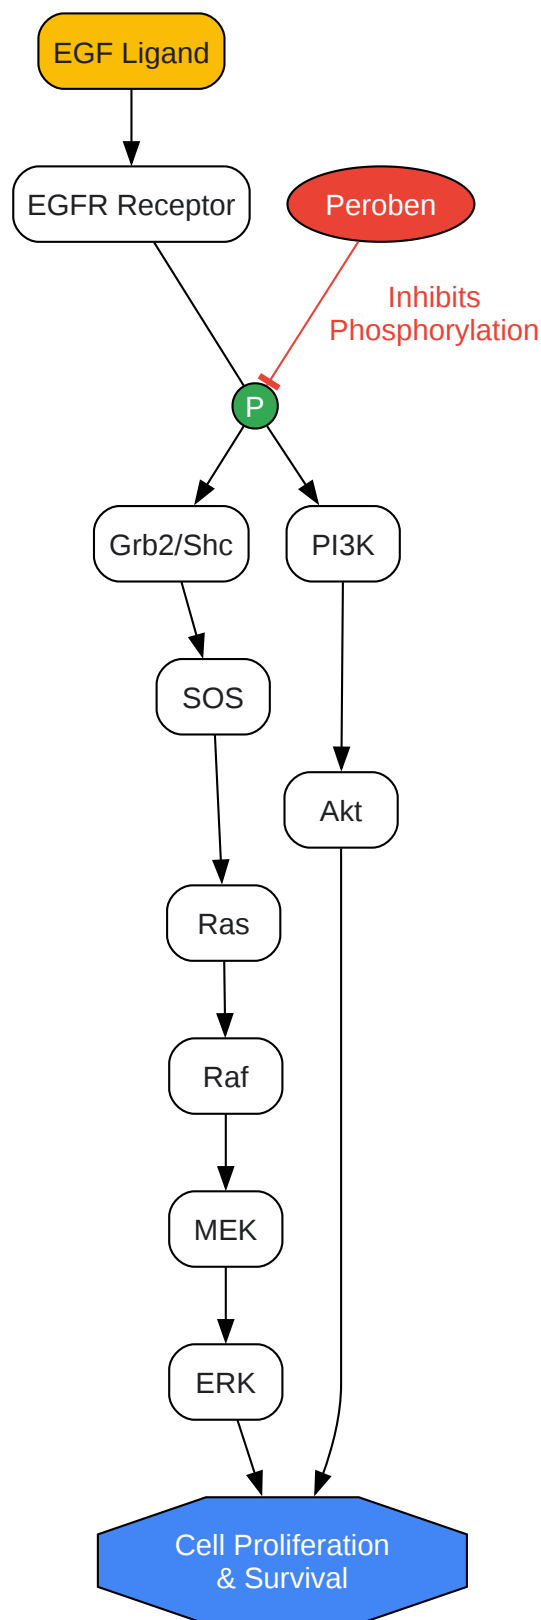 EGF Ligand
EGFR Receptor
Peroben
Inhibits
Phosphorylation
P
Grb2/Shc
PI3K
SOS
Akt
Ras
Raf
MEK
ERK
Cell Proliferation
& Survival